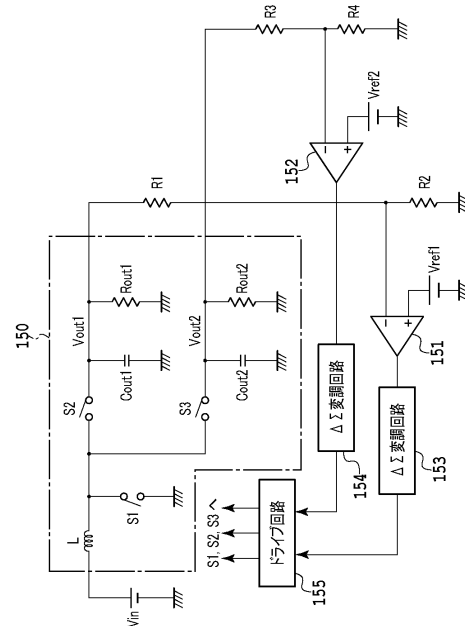 150
Vin
L
S1
S2
S3
Vout1
Cout1
Rout1
Vout2
Cout2
Rout2
R1
R2
R3
R4
Vref1
Vref2
151
152
ΔΣ変調回路
153
ΔΣ変調回路
154
S1, S2, S3 へ
ドライブ回路
155